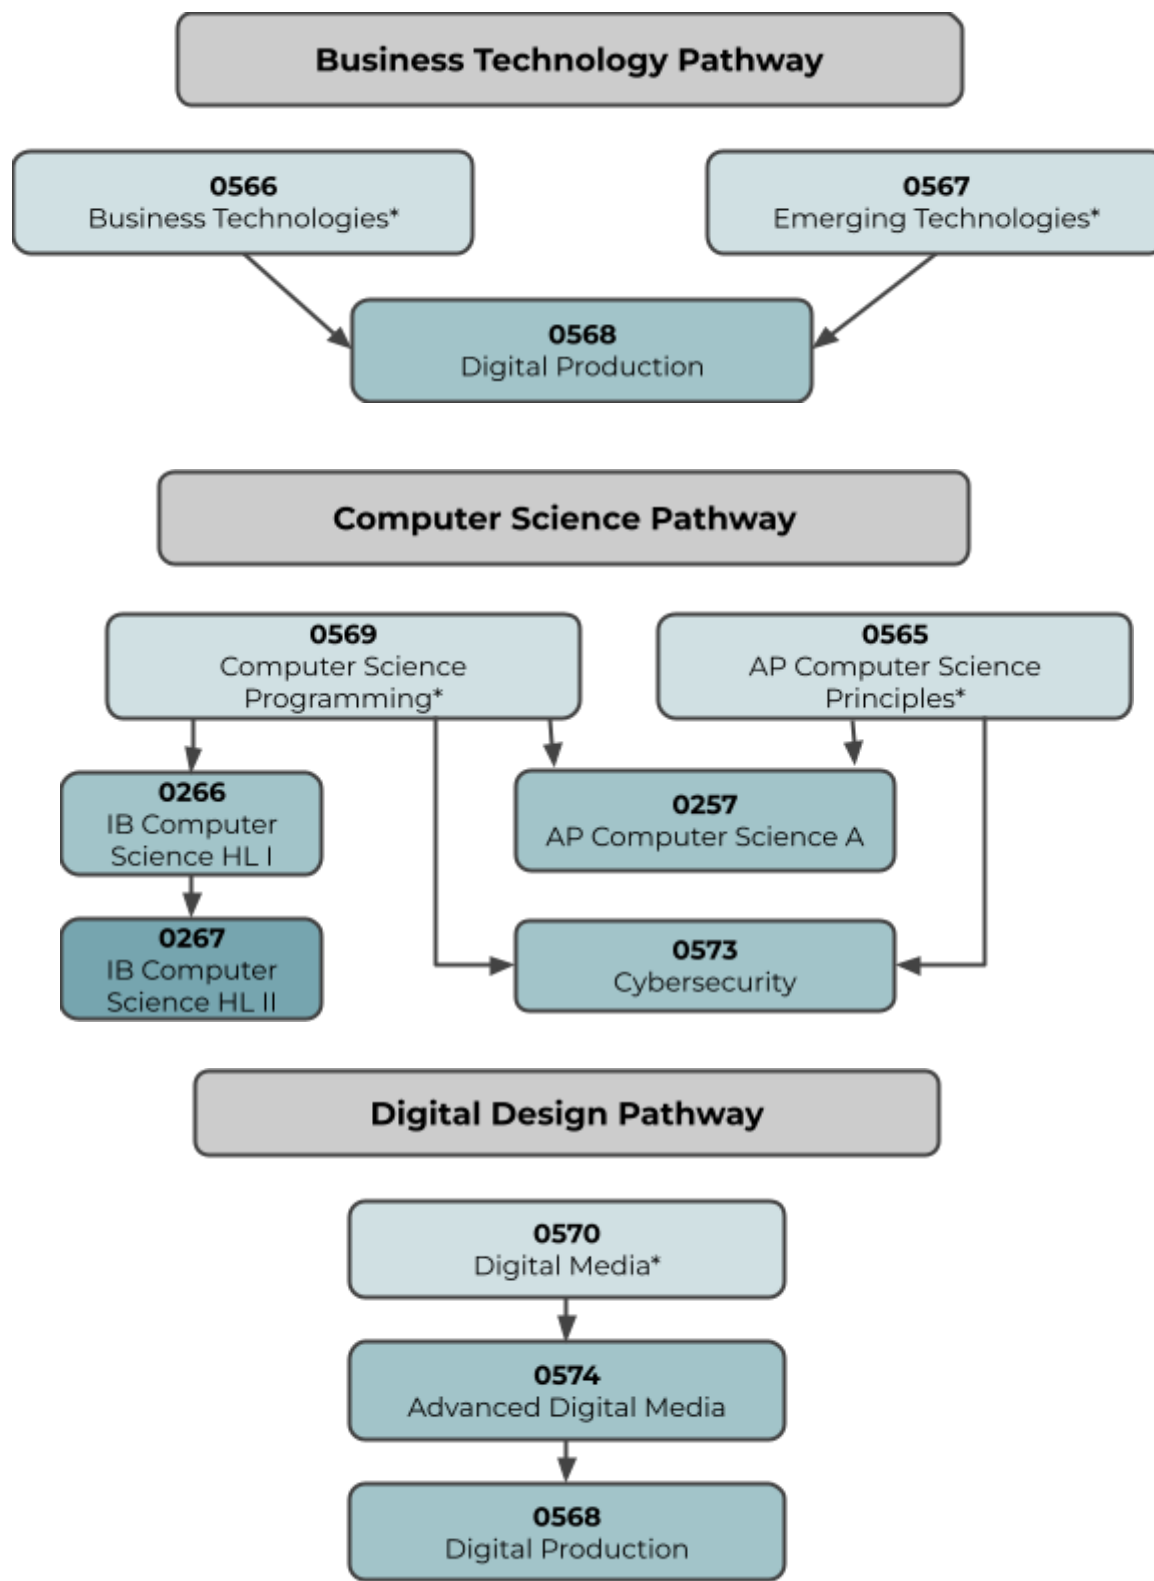 Business Technology Pathway
0566
Business Technologies*
0567
Emerging Technologies*
0568
Digital Production
Computer Science Pathway
0569
Computer Science
Programming*
0565
AP Computer Science
Principles*
0266
IB Computer
Science HL I
0257
AP Computer Science A
0267
IB Computer
Science HL II
0573
Cybersecurity
Digital Design Pathway
0570
Digital Media*
0574
Advanced Digital Media
0568
Digital Production